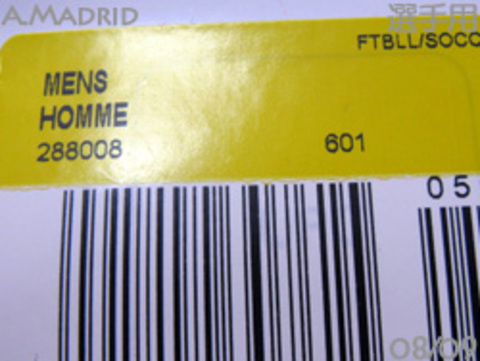 A.MADRID
選手用
FTBLL/SOCC
MENS
HOMME
288008 601
05
08/09